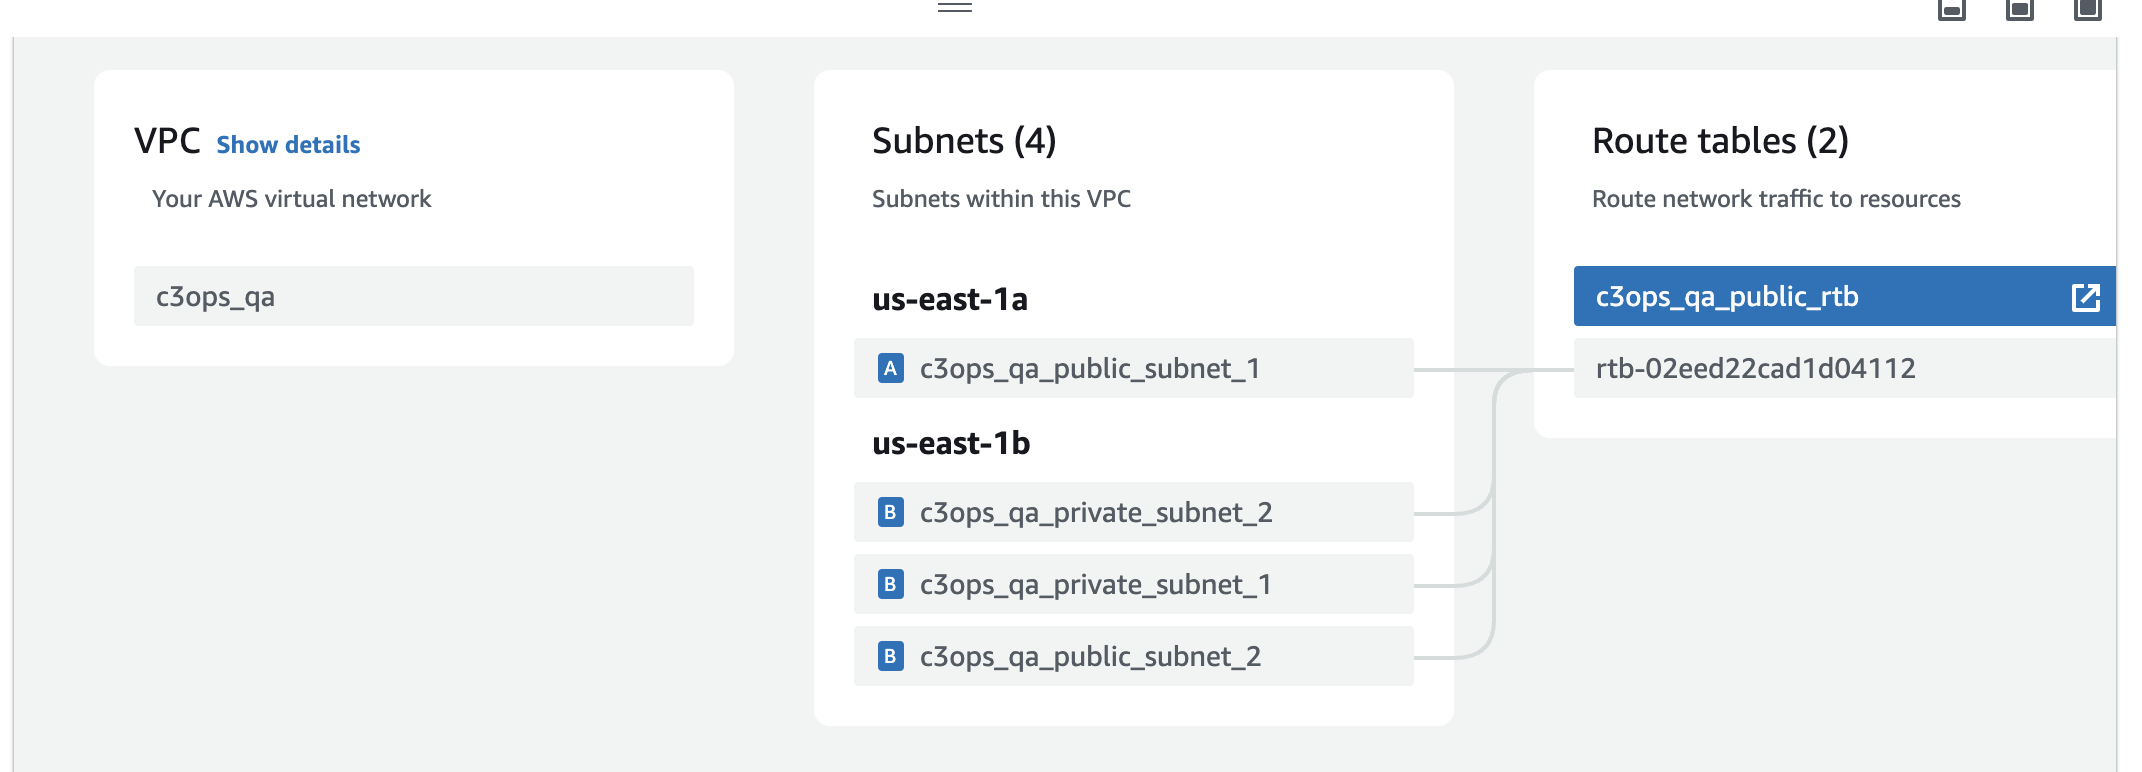 VPC Show details
Your AWS virtual network
c3ops_qa
Subnets (4)
Subnets within this VPC
us-east-1a
A c3ops_qa_public_subnet_1
us-east-1b
B c3ops_qa_private_subnet_2
B c3ops_qa_private_subnet_1
B c3ops_qa_public_subnet_2
Route tables (2)
Route network traffic to resources
c3ops_qa_public_rtb
rtb-02eed22cad1d04112